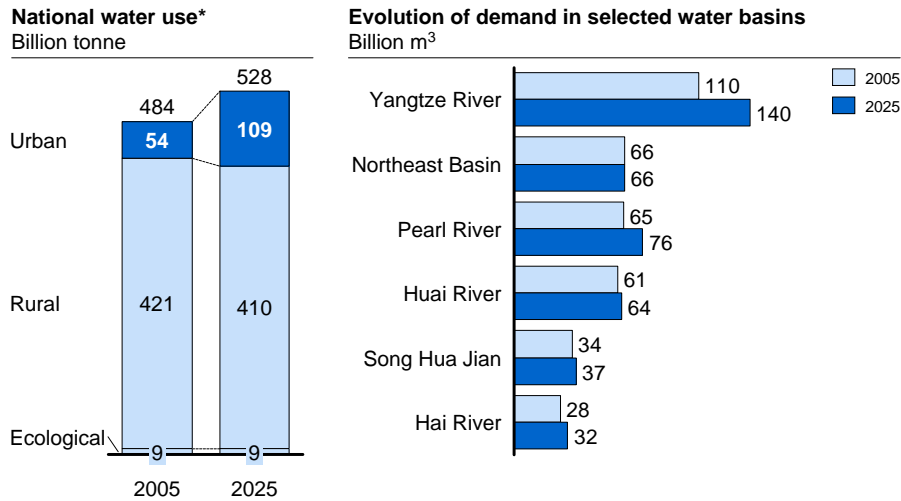 National water use*
Billion tonne
484
528
Urban
54
109
Rural
421
410
Ecological
9
9
2005
2025
Evolution of demand in selected water basins
Billion m³
2005
2025
Yangtze River
110
140
Northeast Basin
66
66
Pearl River
65
76
Huai River
61
64
Song Hua Jian
34
37
Hai River
28
32